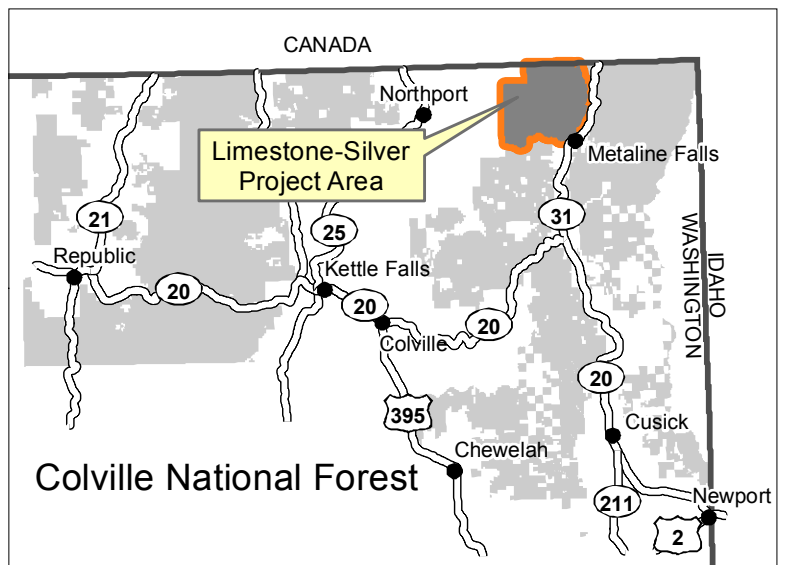 CANADA
Northport
Limestone-Silver
Project Area
Metaline Falls
21
25
31
WASHINGTON
IDAHO
Republic
Kettle Falls
20
20
20
Colville
20
395
Cusick
Chewelah
Colville National Forest
211
Newport
2